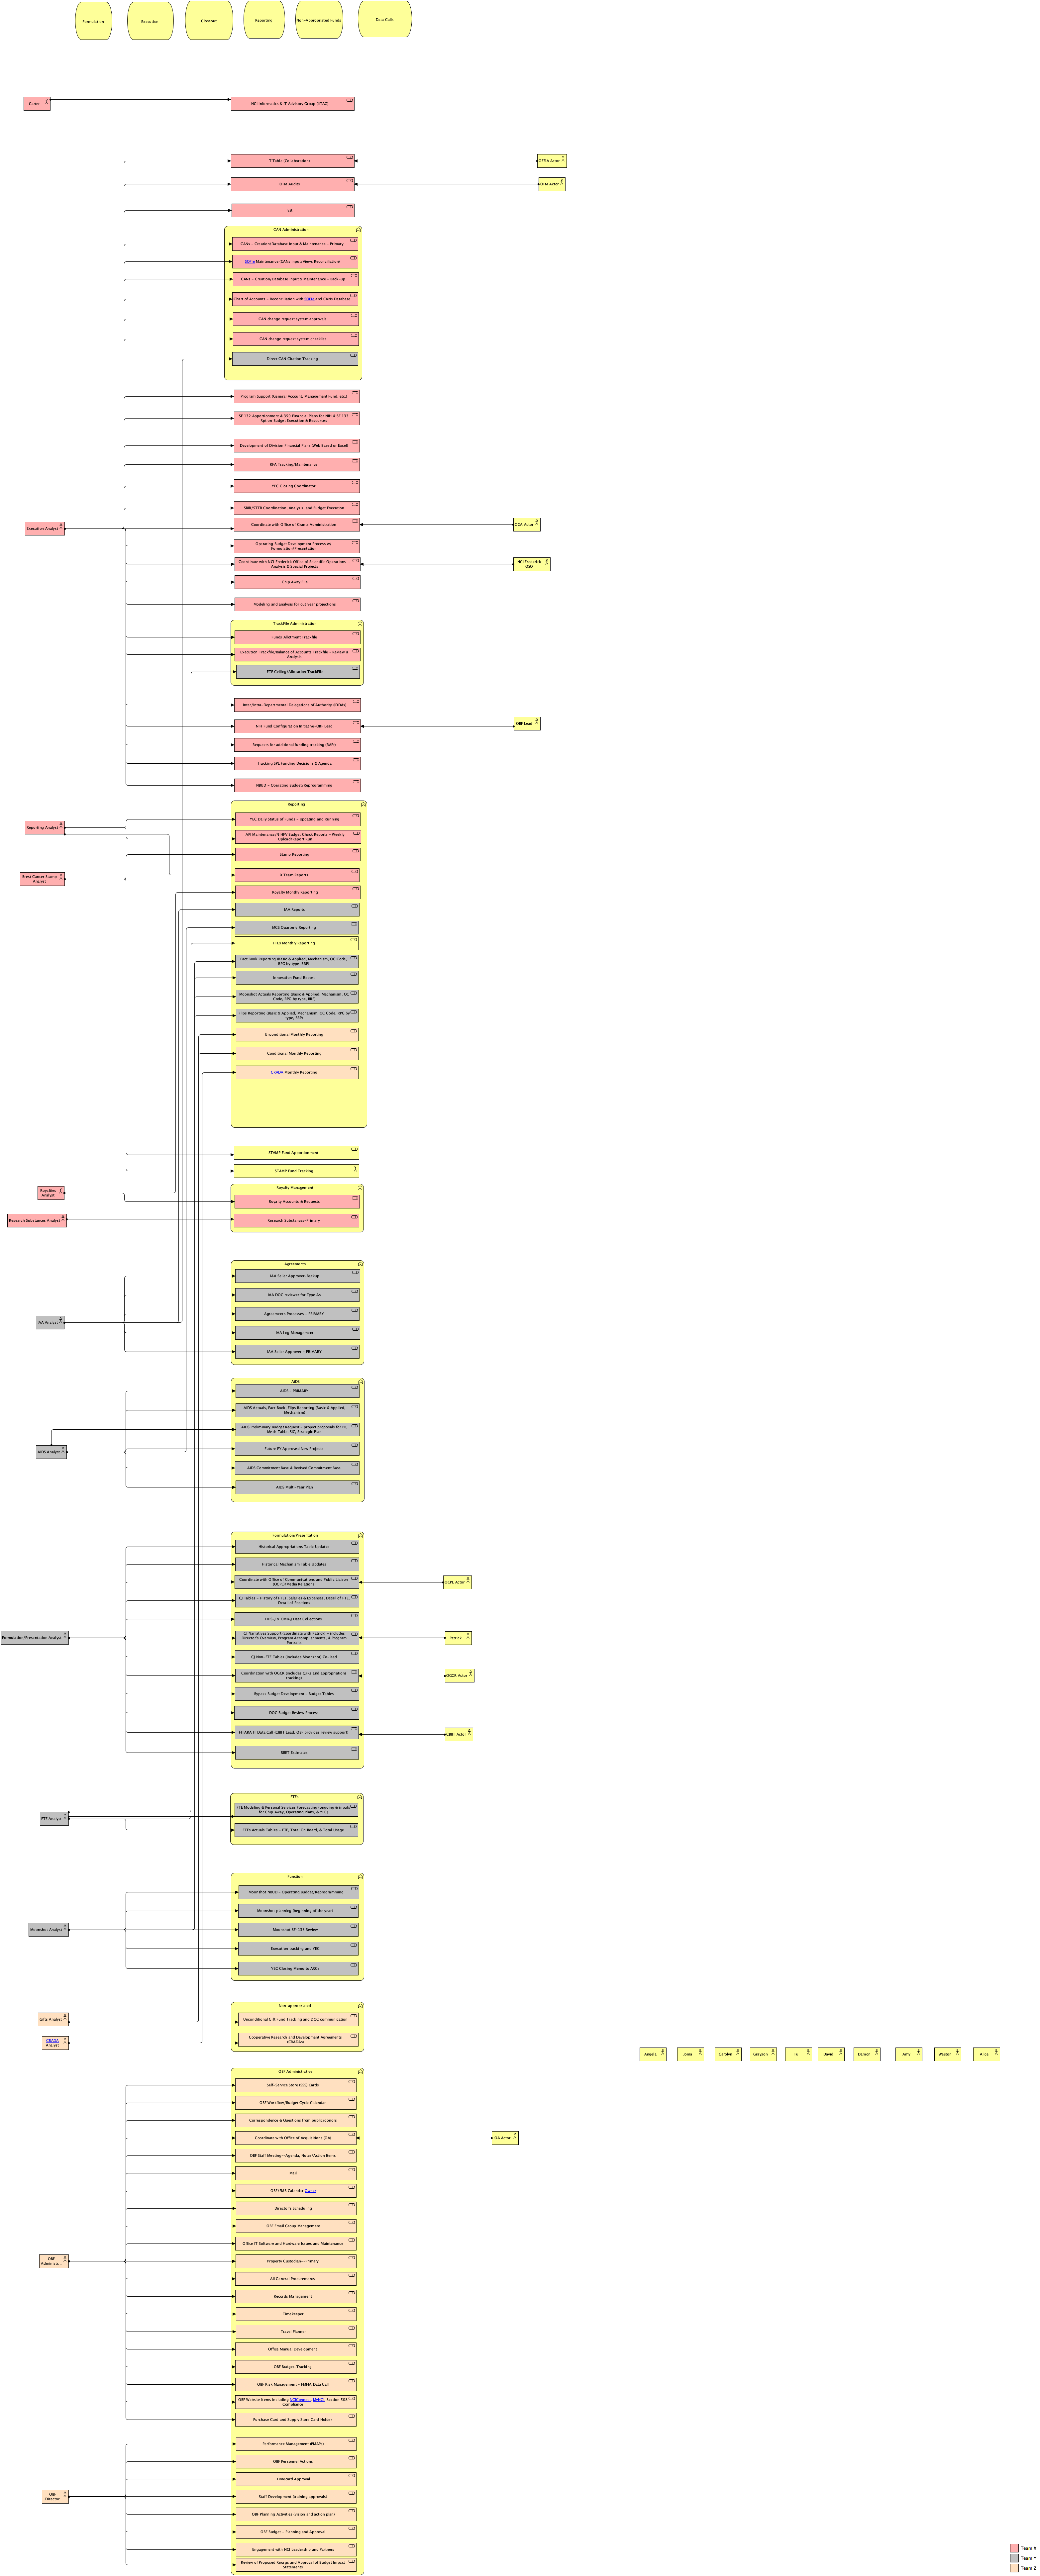 Formulation
Execution
Closeout
Reporting
Non-Appropriated Funds
Data Calls
Carter
NCI Informatics & IT Advisory Group (IITAG)
T Table (Collaboration)
DEFIA Actor
OFM Audits
OFM Actor
CAN Administration
CANs - Creation/Database Input & Maintenance - Primary
SOFie Maintenance (CANs input/Views Reconciliation)
CANs - Creation/Database Input & Maintenance - Back-up
Chart of Accounts - Reconciliation with SOFie and CANs Database
CAN change request system approvals
CAN change request system checklist
Direct CAN Citation Tracking
Program Support (General Account, Management Fund, etc.)
SF 132 Apportionment & 350 Financial Plans for NIH & SF 133
Rpt on Budget Execution & Resources
Development of Division Financial Plans (Web Based or Excel)
RFA Tracking/Maintenance
YEC Closing Coordinator
SBIR/STTR Coordination, Analysis, and Budget Execution
Execution Analyst
Coordinate with Office of Grants Administration
OGA Actor
Operating Budget Development Process w/
Formulation/Presentation
Coordinate with NCI Frederick Office of Scientific Operations -
Analysis & Special Projects
NCI Frederick
OSO
Chip Away File
Modeling and analysis for out year projections
Trackfile Administration
Funds Allotment Trackfile
Execution Trackfile/Balance of Accounts Trackfile - Review &
Analysis
FTE Ceiling/Allocation Trackfile
Inter/Intra-Departmental Delegations of Authority (IDDAs)
NIH Fund Configuration Initiative-OBF Lead
OBF Lead
Requests for additional funding tracking (RAFt)
Tracking SPL Funding Decisions & Agenda
NBUD - Operating Budget/Reprogramming
Reporting
YEC Daily Status of Funds - Updating and Running
Reporting Analyst
API Maintenance/NHPV Budget Check Reports - Weekly
Upload/Report Run
Stamp Reporting
X Team Reports
Brest Cancer Stamp
Analyst
Royalty Monthy Reporting
IAA Reports
MCS Quarterly Reporting
FTEs Monthly Reporting
Fact Book Reporting (Basic & Applied, Mechanism, OC Code,
RPG by type, BRP)
Innovation Fund Report
Moonshot Actuals Reporting (Basic & Applied, Mechanism, OC
Code, RPG by type, BRP)
Flips Reporting (Basic & Applied, Mechanism, OC Code, RPG by
type, BRP)
Unconditional Monthly Reporting
Conditional Monthly Reporting
CRADA Monthly Reporting
STAMP Fund Apportionment
STAMP Fund Tracking
Royalty Management
Royalties
Analyst
Royalty Accounts & Requests
Research Substances Analyst
Research Substances-Primary
Agreements
IAA Seller Approver-Backup
IAA DOC reviewer for Type As
Agreements Processes - PRIMARY
IAA Analyst
IAA Log Management
IAA Seller Approver - PRIMARY
AIDS
AIDS - PRIMARY
AIDS Actuals, Fact Book, Flips Reporting (Basic & Applied,
Mechanism)
AIDS Preliminary Budget Request - project proposals for PB,
Mech Table, SIC, Strategic Plan
AIDS Analyst
Future FY Approved New Projects
AIDS Commitment Base & Revised Commitment Base
AIDS Multi-Year Plan
Formulation/Presentation
Historical Appropriations Table Updates
Historical Mechanism Table Updates
Coordinate with Office of Communications and Public Liaison
(OCPL)/Media Relations
OCPL Actor
CJ Tables - History of FTEs, Salaries & Expenses, Detail of FTE,
Detail of Positions
HHS-J & OMB-J Data Collections
Formulation/Presentation Analyst
CJ Narratives Support (coordinate with Patrick) - includes
Director's Overview, Program Accomplishments, & Program
Portraits
Patrick
CJ Non-FTE Tables (includes Moonshot) Co-lead
Coordination with OGCR (includes QFRs and appropriations
tracking)
OGCR Actor
Bypass Budget Development - Budget Tables
DOC Budget Review Process
FITARA IT Data Call (CBIIT Lead, OBF provides review support)
CBIIT Actor
RBIT Estimates
FTEs
FTE Modeling & Personal Services Forecasting (ongoing & input
for Chip Away, Operating Plans, & YEC)
FTE Analyst
FTEs Actuals Tables - FTE, Total On Board, & Total Usage
Function
Moonshot NBUD - Operating Budget/Reprogramming
Moonshot planning (beginning of the year)
Moonshot Analyst
Moonshot SF-133 Review
Execution tracking and YEC
YEC Closing Memo to ARCs
Non-appropriated
Gifts Analyst
Unconditional Gift Fund Tracking and DOC communication
CRADA
Analyst
Cooperative Research and Development Agreements
(CRADAs)
Angela
Jenna
Carolyn
Grayson
Tu
David
Damon
Amy
Weston
Alice
OBF Administrative
Self-Service Store (SSS) Cards
OBF Workflow/Budget Cycle Calendar
Correspondence & Questions from public/donors
Coordinate with Office of Acquisitions (OA)
OA Actor
OBF Staff Meeting--Agenda, Notes/Action Items
Mail
OBF/FMB Calendar Owner
Director's Scheduling
OBF Email Group Management
Office IT Software and Hardware Issues and Maintenance
OBF
Administr...
Property Custodian--Primary
All General Procurements
Records Management
Timekeeper
Travel Planner
Office Manual Development
OBF Budget-Tracking
OBF Risk Management - FMFIA Data Call
OBF Website Items including NCIConnect, MyNCI, Section 508
Compliance
Purchase Card and Supply Store Card Holder
Performance Management (PMAPs)
OBF Personnel Actions
Timecard Approval
OBF
Director
Staff Development (training approvals)
OBF Planning Activities (vision and action plan)
OBF Budget - Planning and Approval
Engagement with NCI Leadership and Partners
Review of Proposed Reorgs and Approval of Budget Impact
Statements
Team X
Team Y
Team Z